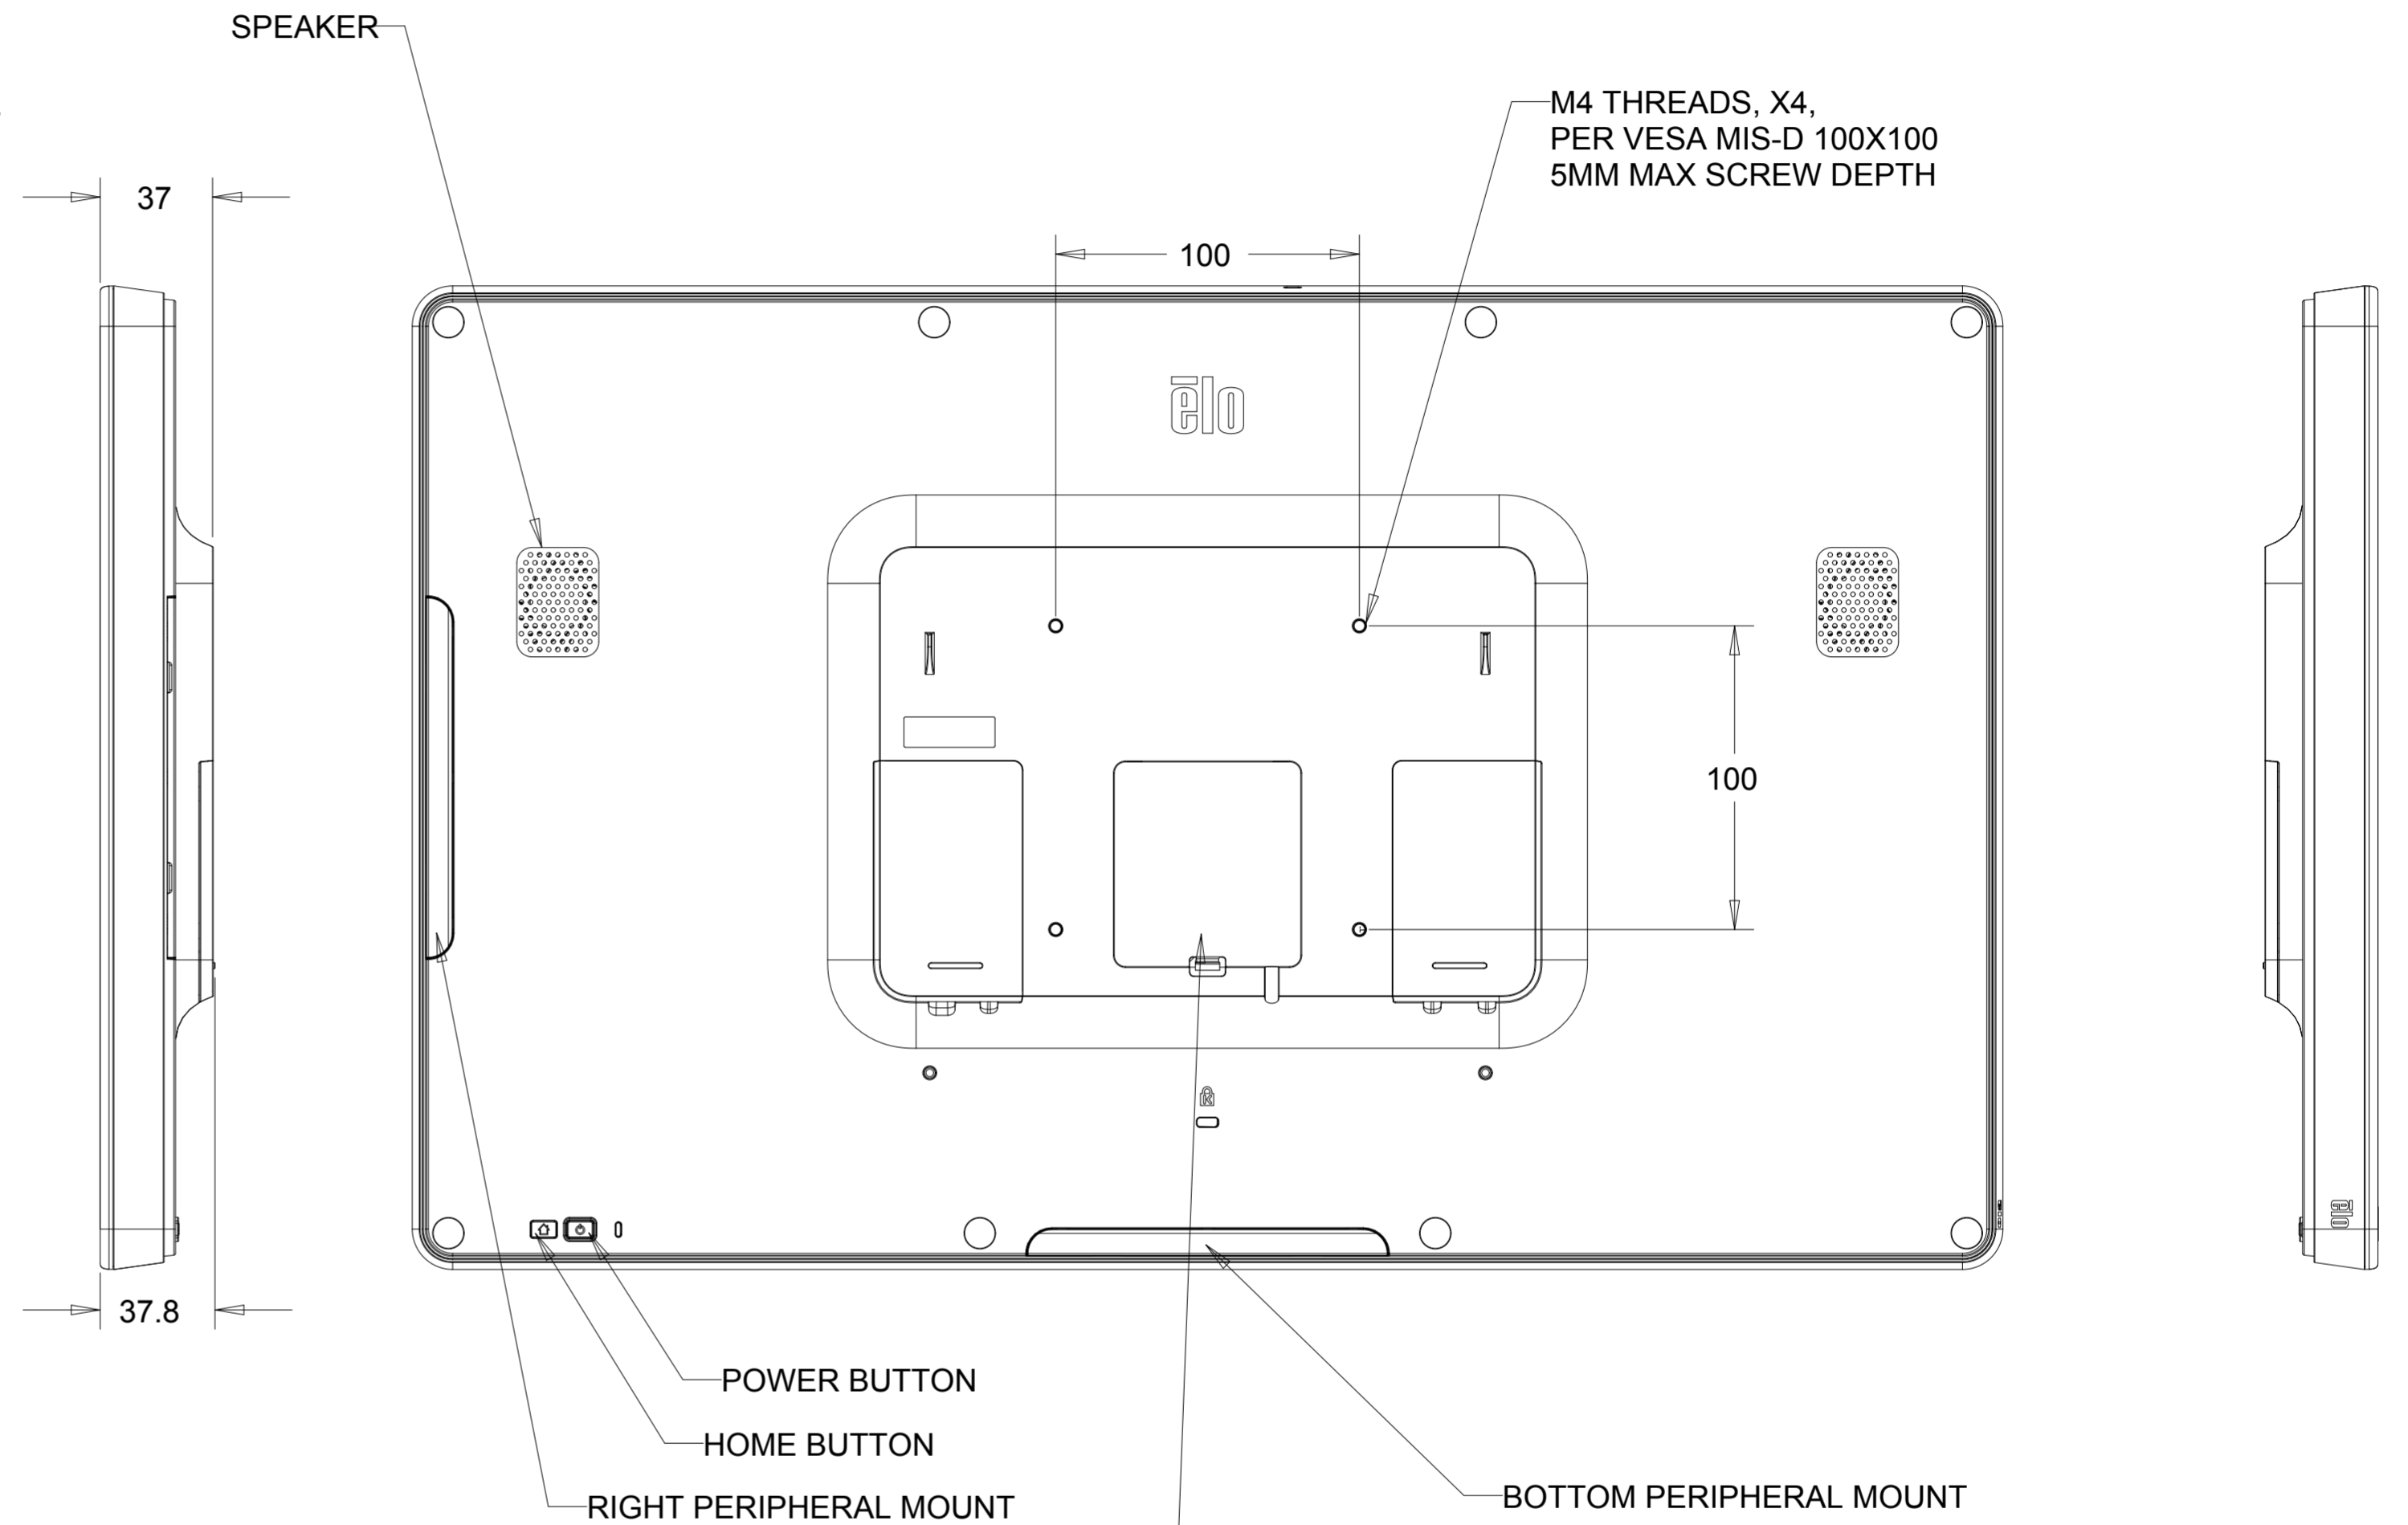 SPEAKER
M4 THREADS, X4,
PER VESA MIS-D 100X100
5MM MAX SCREW DEPTH
37
100
ēlo
100
elo
37.8
POWER BUTTON
HOME BUTTON
RIGHT PERIPHERAL MOUNT
BOTTOM PERIPHERAL MOUNT